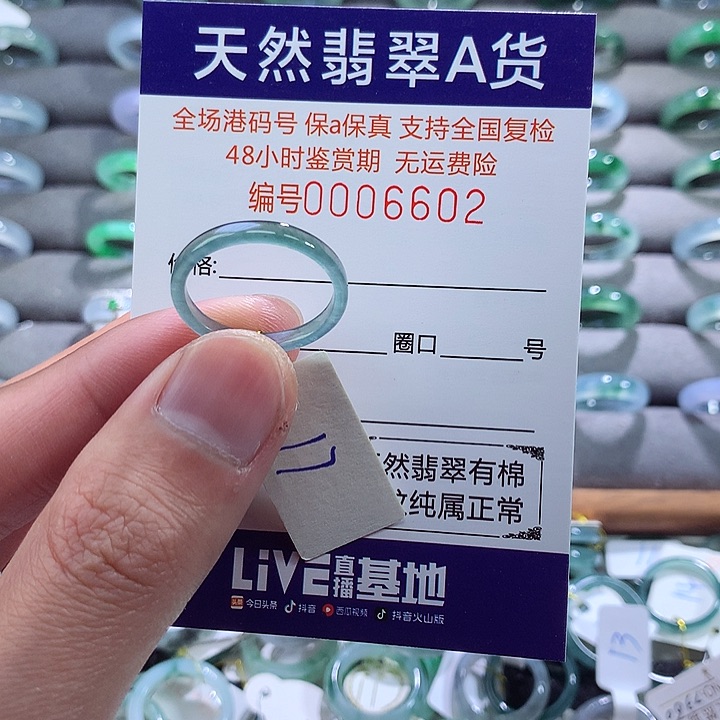 天然翡翠A货
全场港码号 保a保真 支持全国复检
48小时鉴赏期 无运费险
编号0006602
价格:
圈口 号
然翡翠有棉
纹纯属正常
LiVE直播基地
今日头条 抖音 西瓜视频 抖音火山版
13